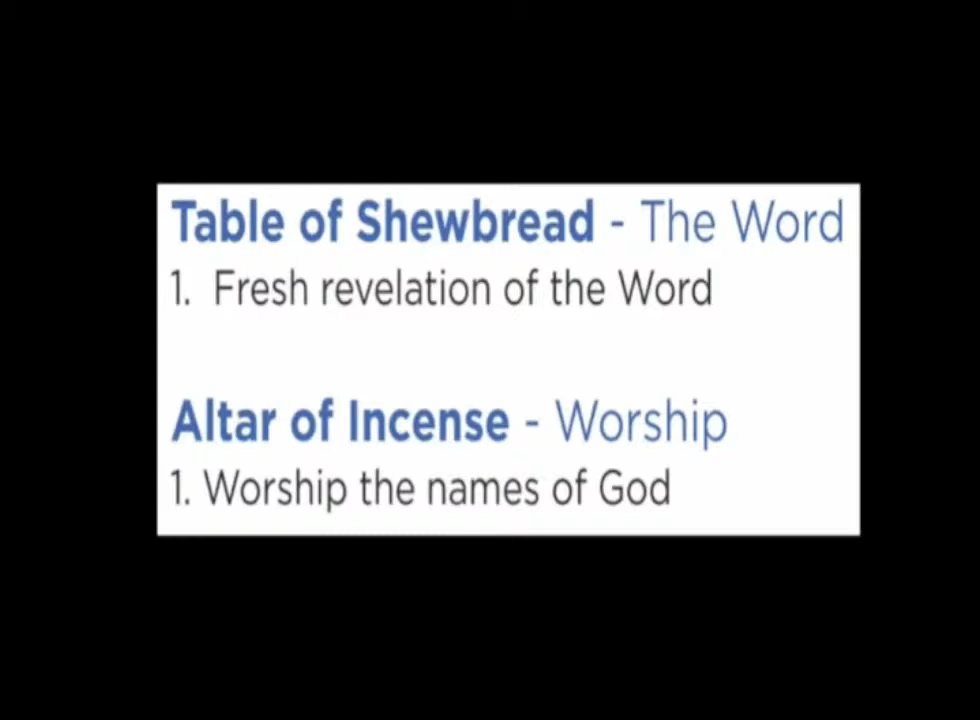 Table of Shewbread - The Word
1. Fresh revelation of the Word
Altar of Incense - Worship
1. Worship the names of God